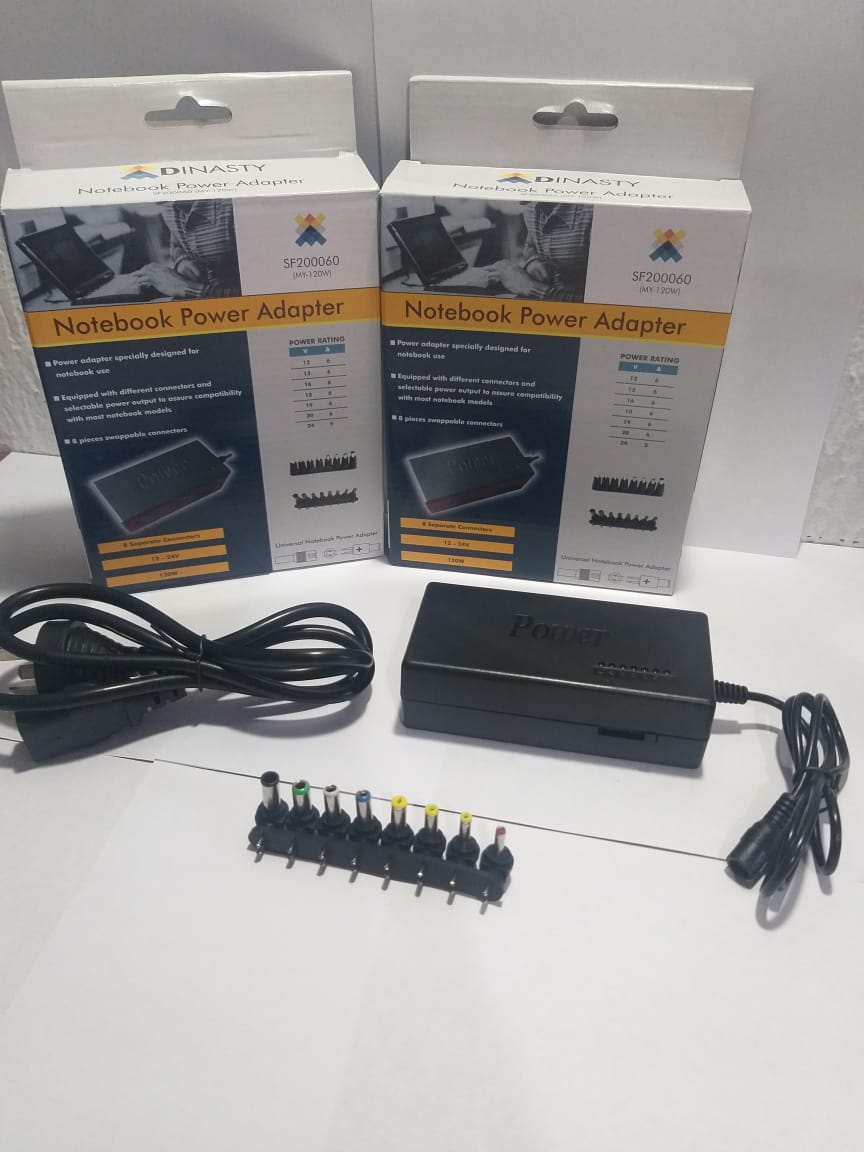 DINASTY
Notebook Power Adapter
SF200060 (MY-120W)
SF200060
(MY-120W)
Notebook Power Adapter
Power adapter specially designed for
notebook use
Equipped with different connectors and
selectable power output to assure compatibility
with most notebook models
8 pieces swappable connectors
POWER RATING
V A
12 6
15 6
16 6
18 6
19 6
20 6
24 5
Power
8 Separate Connectors
12 - 24V
120W
Universal Notebook Power Adapter
DINASTY
Notebook Power Adapter
SF200060
(MY-120W)
Notebook Power Adapter
Power adapter specially designed for
notebook use
Equipped with different connectors and
selectable power output to assure compatibility
with most notebook models
8 pieces swappable connectors
POWER RATING
V A
12 6
15 6
16 6
18 6
19 6
20 6
24 5
Power
8 Separate Connectors
12 - 24V
120W
Universal Notebook Power Adapter
Power